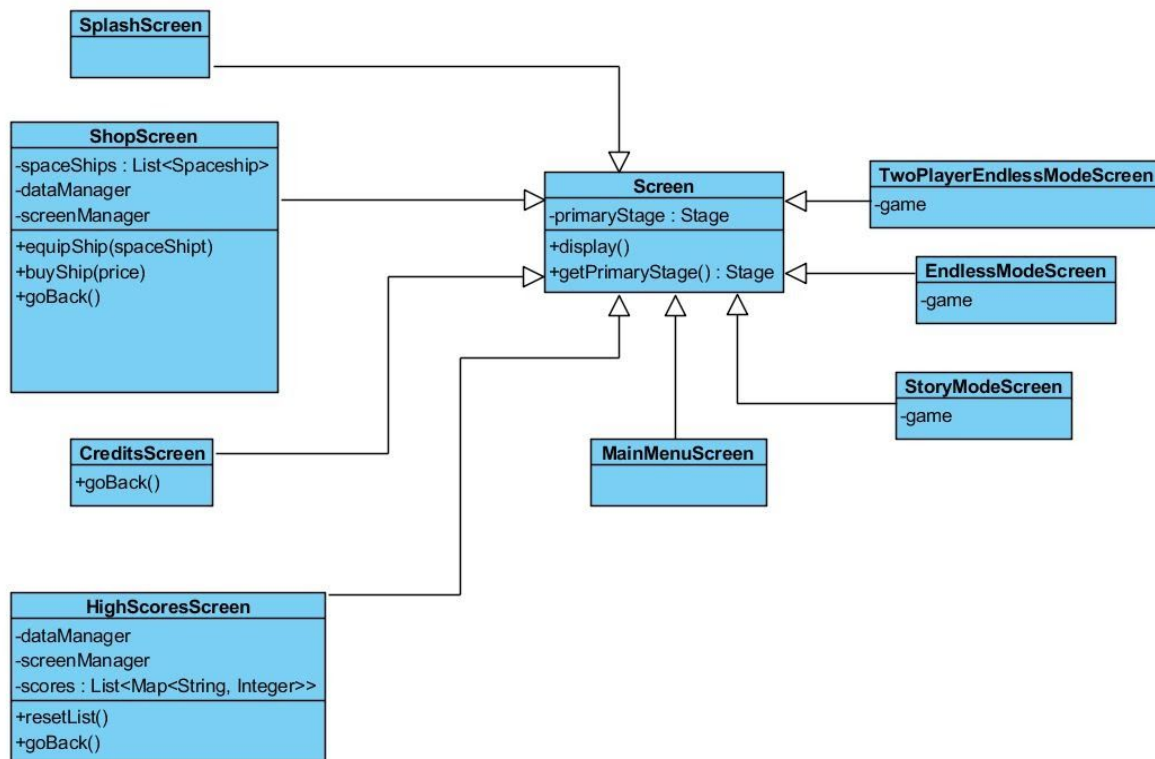 SplashScreen
ShopScreen
-spaceShips : List<Spaceship>
-dataManager
-screenManager
+equipShip(spaceShipt)
+buyShip(price)
+goBack()
Screen
-primaryStage : Stage
+display()
+getPrimaryStage() : Stage
TwoPlayerEndlessModeScreen
-game
EndlessModeScreen
-game
StoryModeScreen
-game
CreditsScreen
+goBack()
MainMenuScreen
HighScoresScreen
-dataManager
-screenManager
-scores : List<Map<String, Integer>>
+resetList()
+goBack()